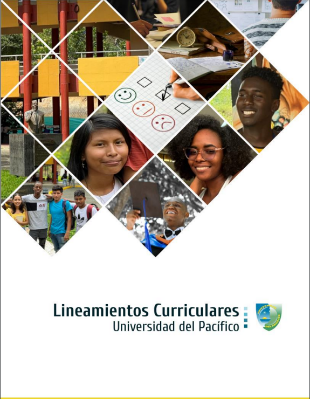 Lineamientos Curriculares
Universidad del Pacífico